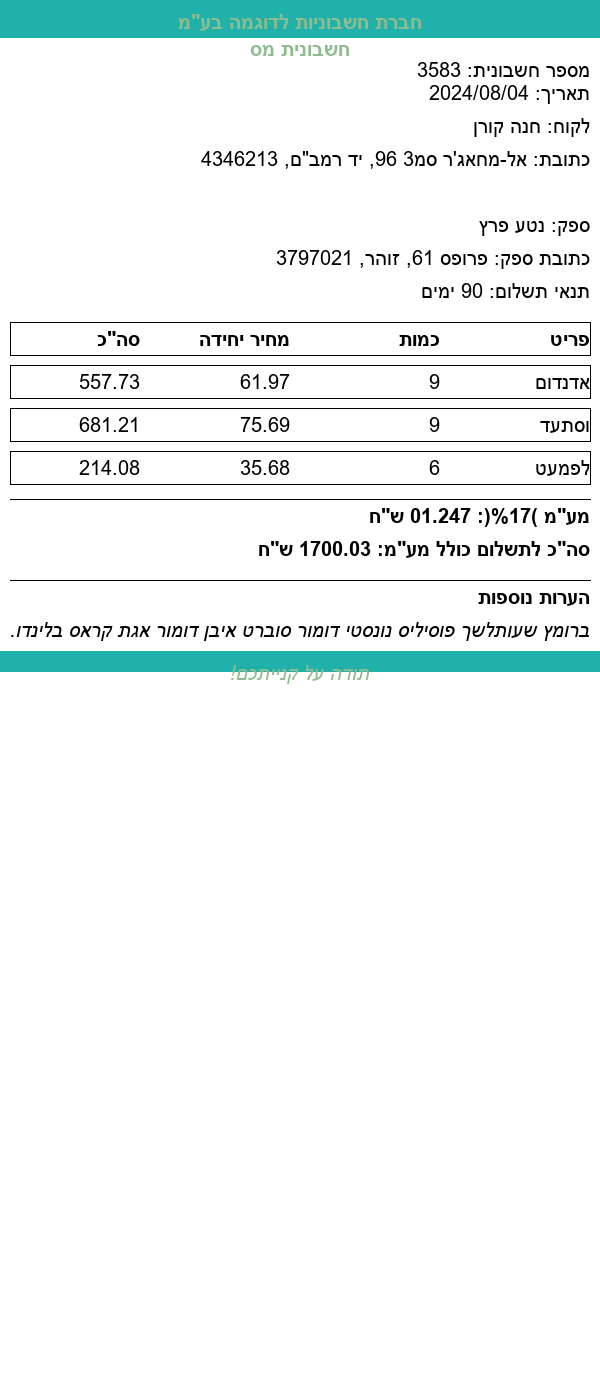 חברת חשבוניות לדוגמה בע"מ
חשבונית מס
מספר חשבונית: 3583
תאריך: 2024/08/04
לקוח: חנה קורן
כתובת: אל-מחאג'ר סמ3 96, יד רמב"ם, 4346213
ספק: נטע פרץ
כתובת ספק: פרופס 61, זוהר, 3797021
תנאי תשלום: 90 ימים
פריט כמות מחיר יחידה סה"כ
אדנדום 9 61.97 557.73
וסתעד 9 75.69 681.21
לפמעט 6 35.68 214.08
מע"מ )17%(: 01.247 ש"ח
סה"כ לתשלום כולל מע"מ: 1700.03 ש"ח
הערות נוספות
ברומץ שעותלשך פוסיליס נונסטי דומור סוברט איבן דומור אגת קראס בלינדו.
תודה על קנייתכם!